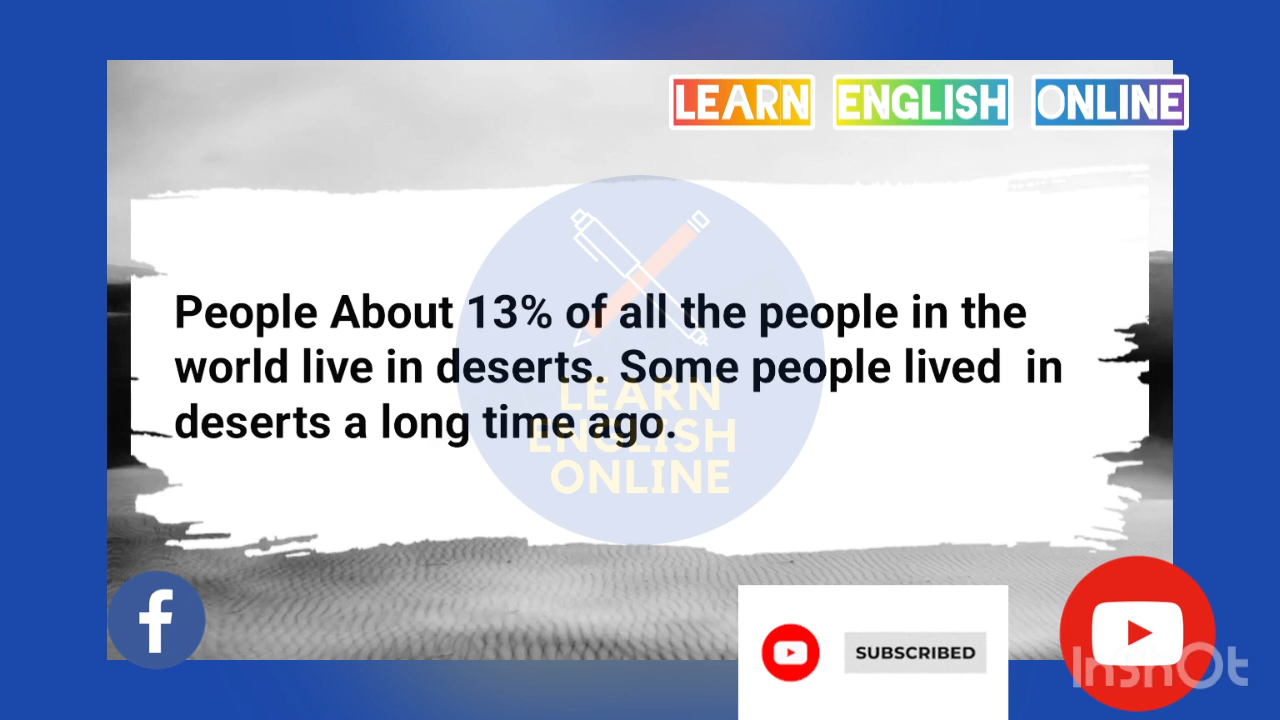 LEARN ENGLISH ONLINE
People About 13% of all the people in the
world live in deserts. Some people lived in
deserts a long time ago.
LEARN
ENGLISH
ONLINE
f
SUBSCRIBED
InShOt